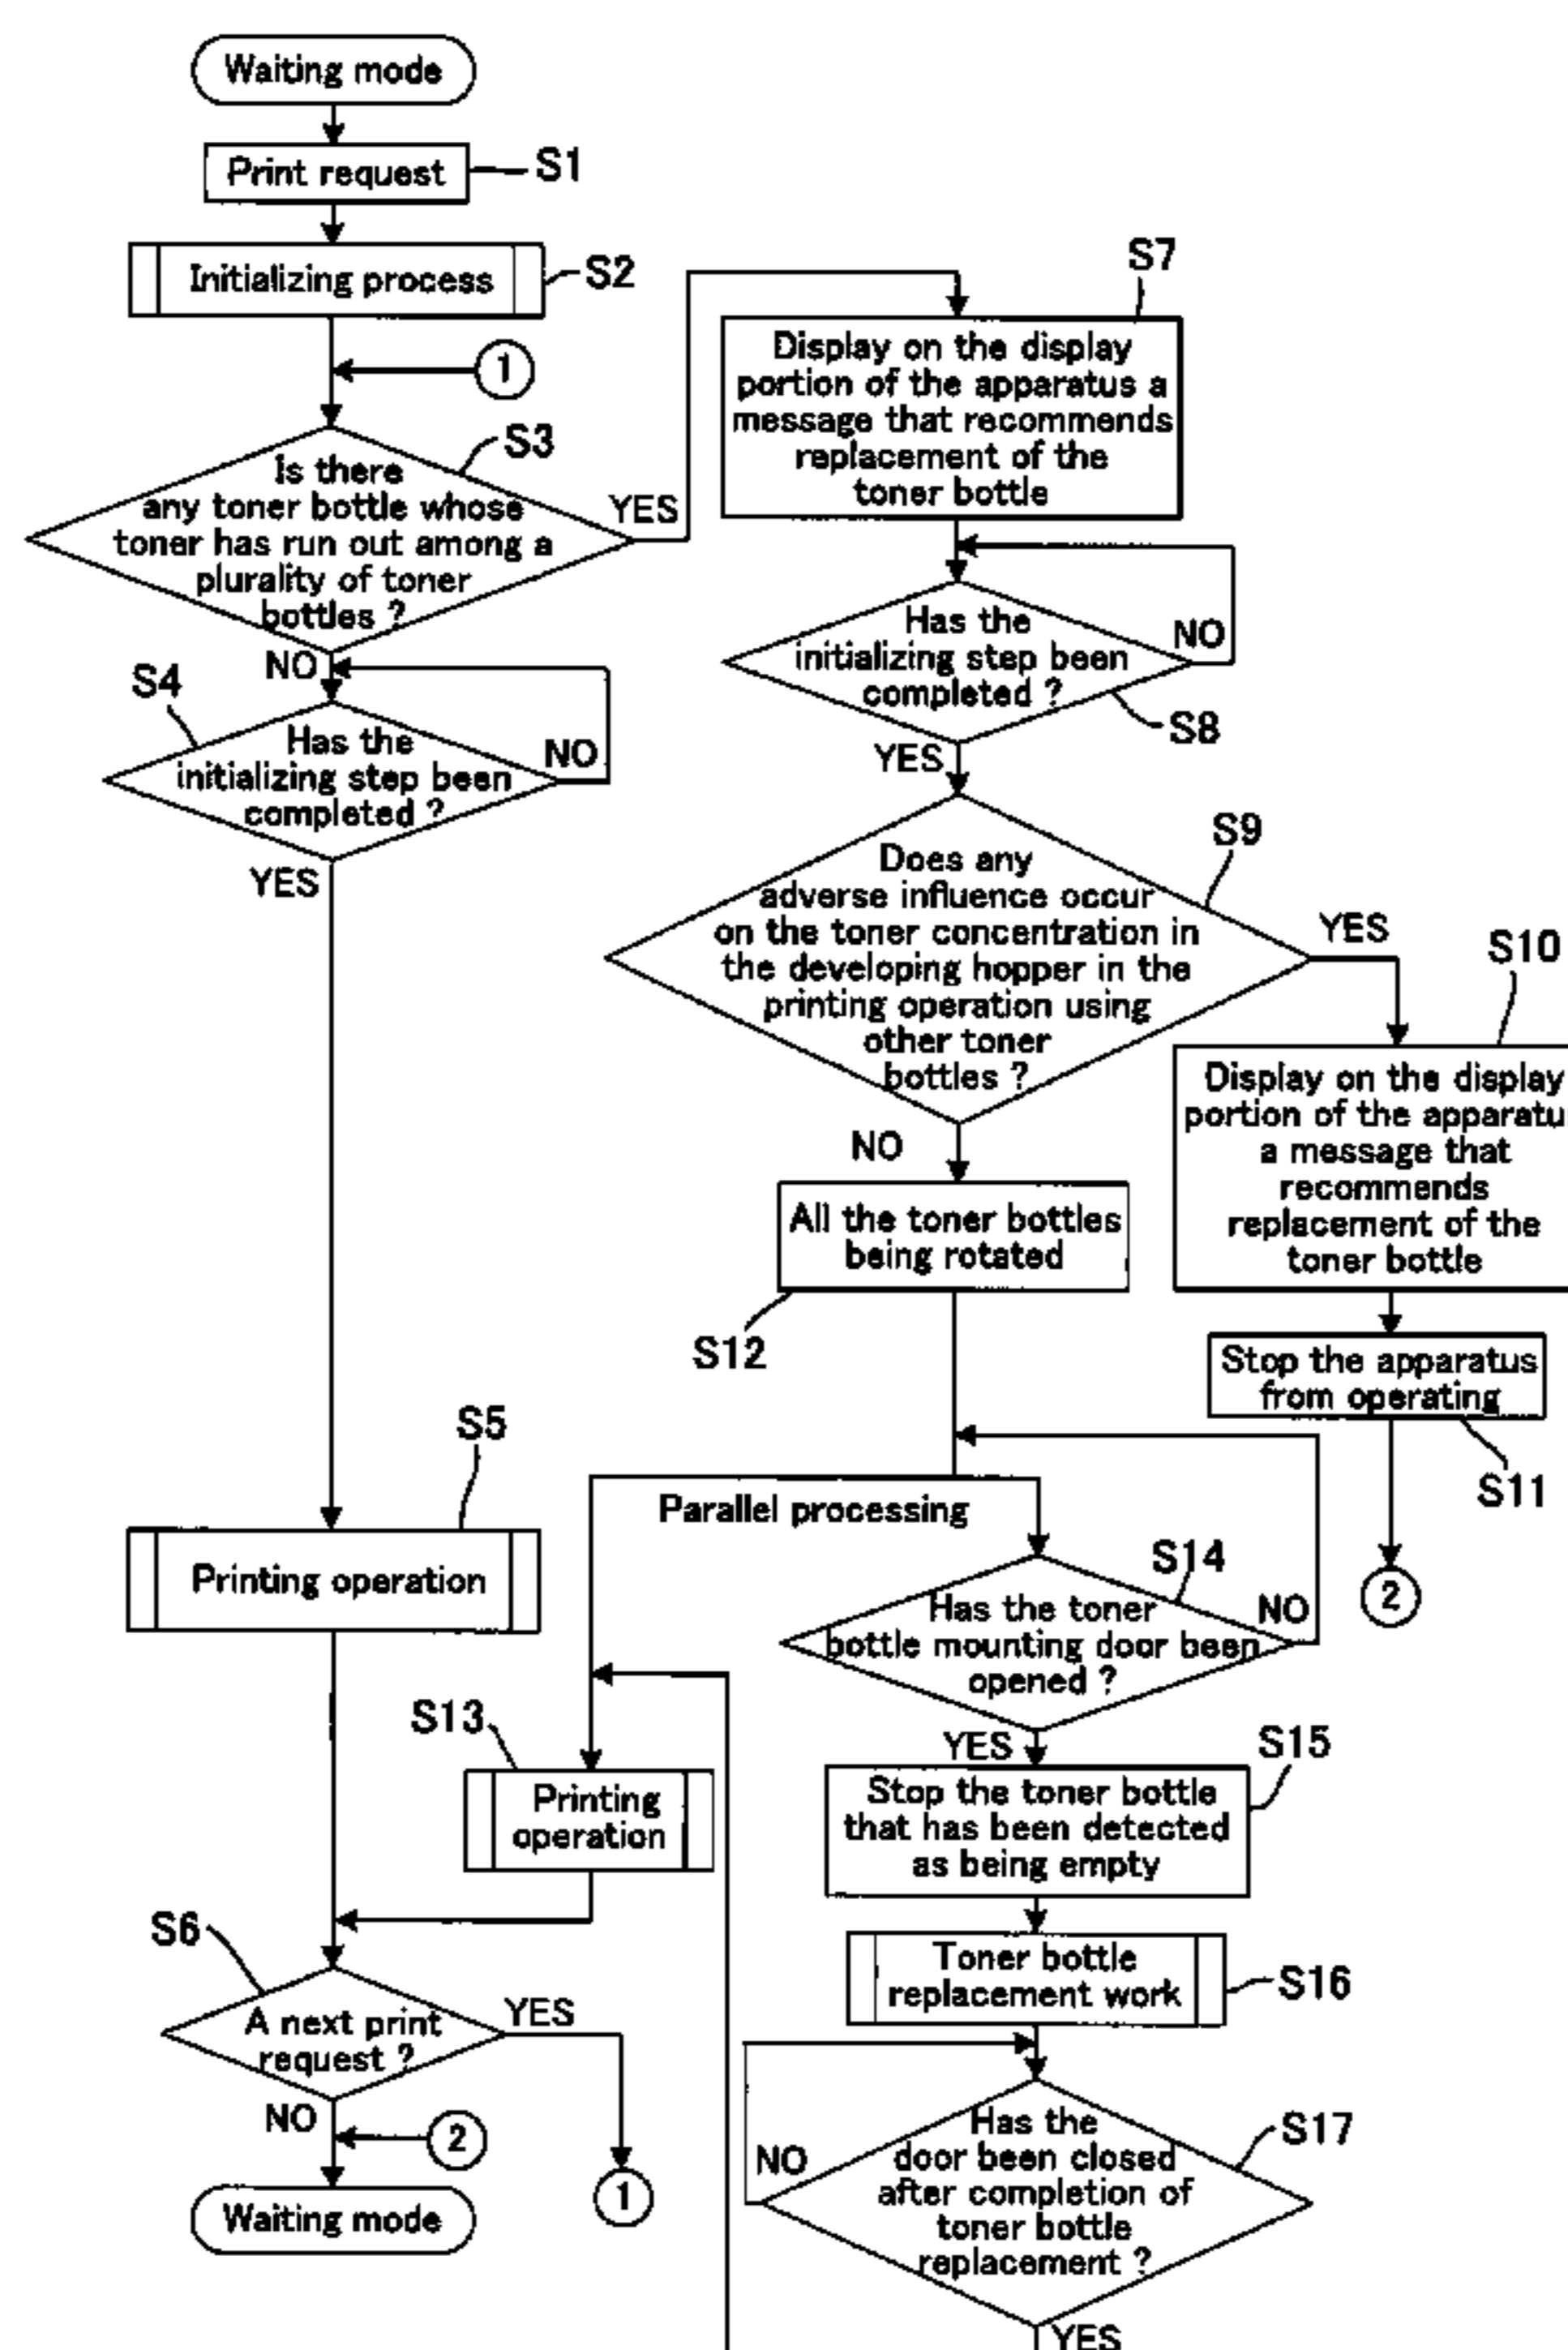 Waiting mode
Print request
S1
Initializing process
S2
1
S3
Is there
any toner bottle whose
toner has run out among a
plurality of toner
bottles ?
YES
NO
S4
Has the
initializing step been
completed ?
NO
YES
S5
Printing operation
S6
A next print
request ?
YES
1
NO
2
Waiting mode
S7
Display on the display
portion of the apparatus a
message that recommends
replacement of the
toner bottle
Has the
initializing step been
completed ?
NO
S8
YES
S9
Does any
adverse influence occur
on the toner concentration in
the developing hopper in the
printing operation using
other toner
bottles ?
YES
S10
Display on the display
portion of the apparatu
a message that
recommends
replacement of the
toner bottle
Stop the apparatus
from operating
S11
2
NO
All the toner bottles
being rotated
S12
Parallel processing
S13
Printing
operation
S14
Has the toner
bottle mounting door been
opened ?
NO
YES
S15
Stop the toner bottle
that has been detected
as being empty
Toner bottle
replacement work
S16
S17
Has the
door been closed
after completion of
toner bottle
replacement ?
NO
YES